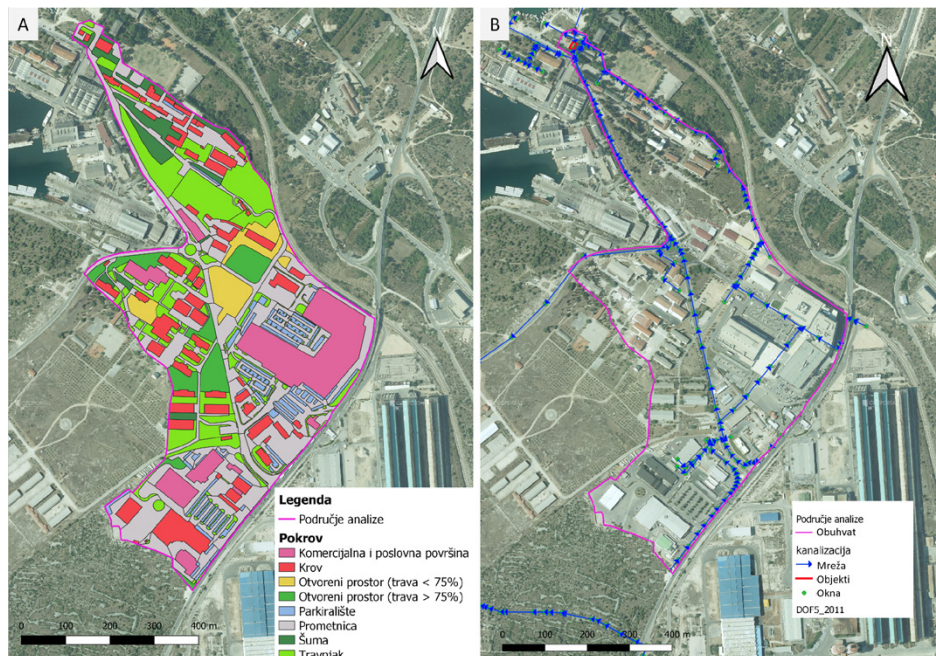 A
N
Legenda
Područje analize
Pokrov
Komercijalna i poslovna površina
Krov
Otvoreni prostor (trava < 75%)
Otvoreni prostor (trava > 75%)
Parkiralište
Prometnica
Šuma
Travnjak
0 100 200 300 400 m
B
N
Područje analize
Obuhvat
kanalizacija
Mreža
Objekti
Okna
DOF5_2011
0 100 200 300 400 m